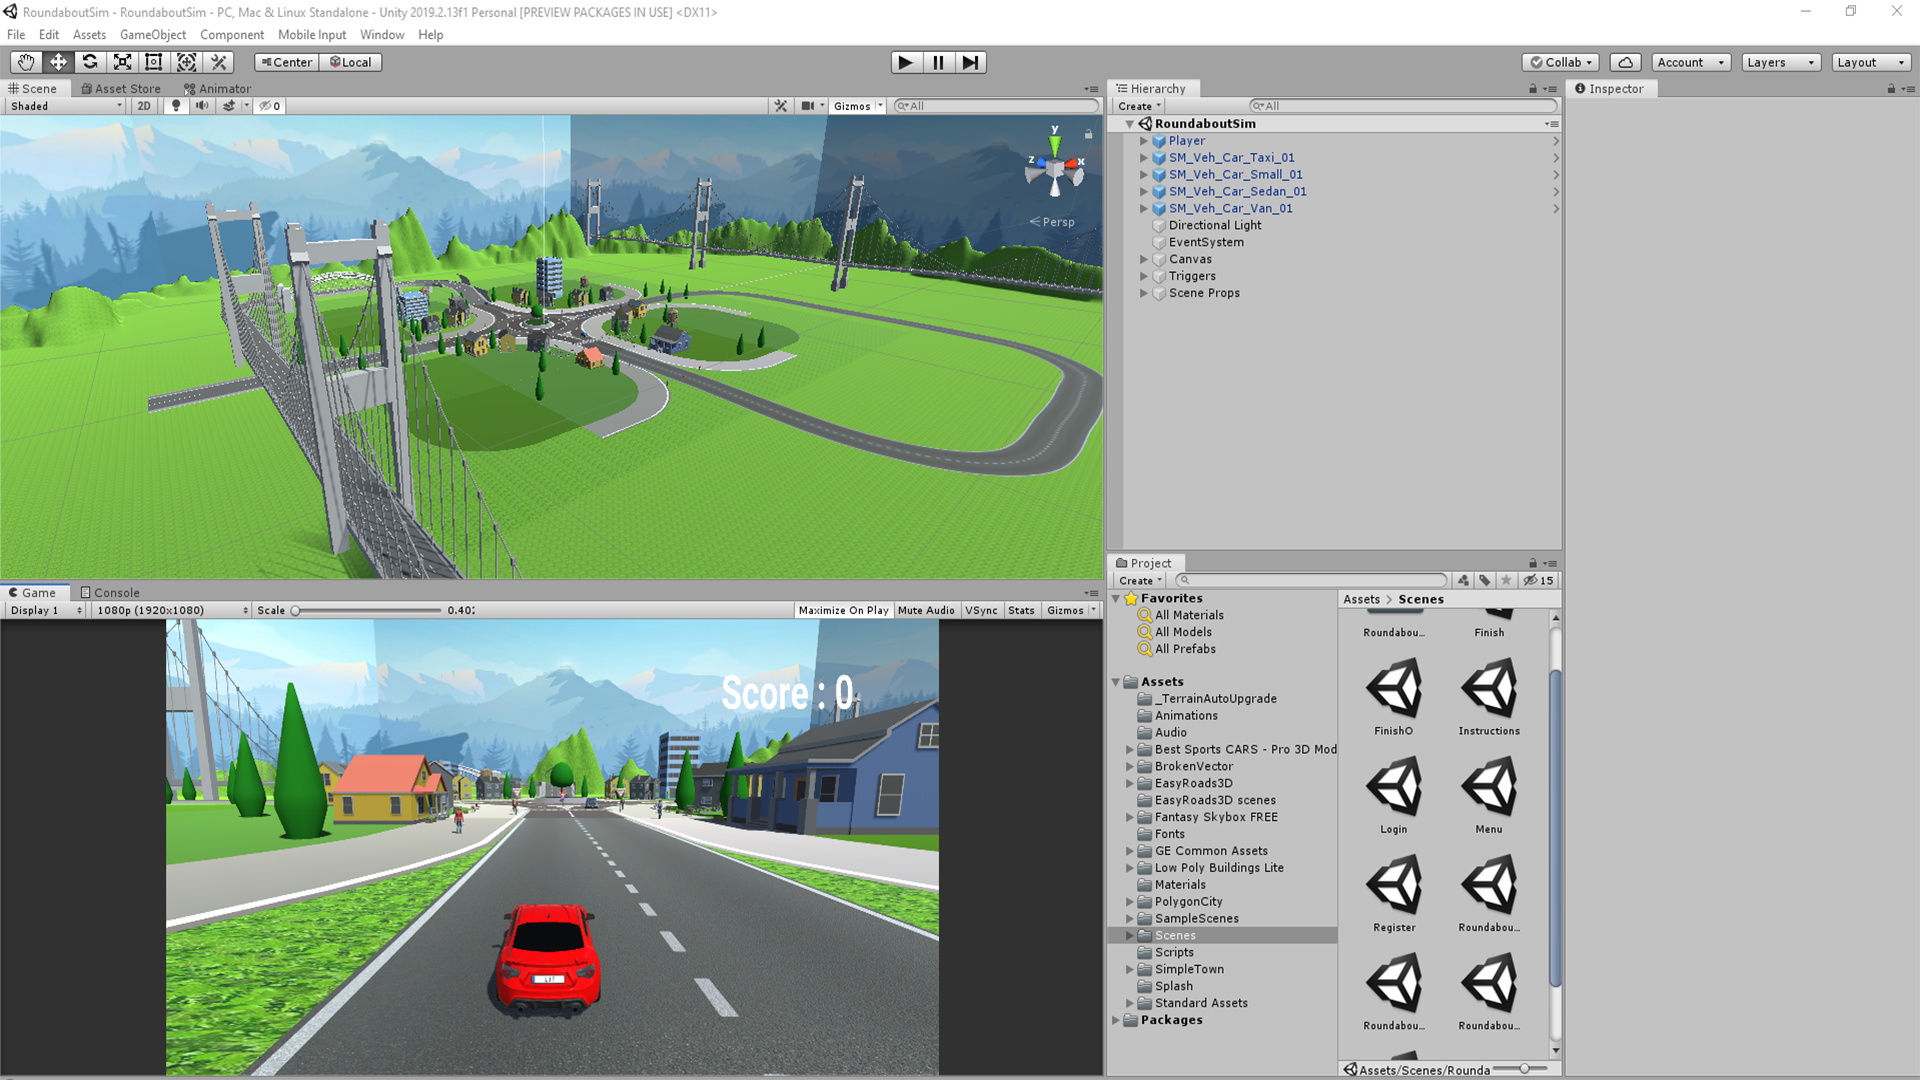 RoundaboutSim - RoundaboutSim - PC, Mac & Linux Standalone - Unity 2019.2.13f1 Personal [PREVIEW PACKAGES IN USE] <DX11>
File Edit Assets GameObject Component Mobile Input Window Help
Center Local
Collab Account Layers Layout
Scene Asset Store Animator
Shaded 2D 0 Gizmos All
y
z x
Persp
Hierarchy
Create All
RoundaboutSim
Player
SM_Veh_Car_Taxi_01
SM_Veh_Car_Small_01
SM_Veh_Car_Sedan_01
SM_Veh_Car_Van_01
Directional Light
EventSystem
Canvas
Triggers
Scene Props
Inspector
Game Console
Display 1 1080p (1920x1080) Scale 0.40: Maximize On Play Mute Audio VSync Stats Gizmos
Score : 0
Project
Create 15
Favorites
All Materials
All Models
All Prefabs
Assets
_TerrainAutoUpgrade
Animations
Audio
Best Sports CARS - Pro 3D Mod
BrokenVector
EasyRoads3D
EasyRoads3D scenes
Fantasy Skybox FREE
Fonts
GE Common Assets
Low Poly Buildings Lite
Materials
PolygonCity
SampleScenes
Scenes
Scripts
SimpleTown
Splash
Standard Assets
Packages
Assets > Scenes
Roundabou... Finish
FinishO Instructions
Login Menu
Register Roundabou...
Roundabou... Roundabou...
Assets/Scenes/Rounda